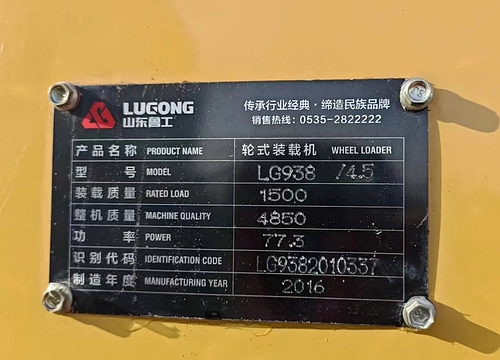 LUGONG
山东鲁工
传承行业经典·缔造民族品牌
销售热线：0535-2822222
产品名称 PRODUCT NAME 轮式装载机 WHEEL LOADER
型号 MODEL LG938 /4.5
装载质量 RATED LOAD 1500
整机质量 MACHINE QUALITY 4850
功率 POWER 77.3
识别代码 IDENTIFICATION CODE LG9382010337
制造年度 MANUFACTURING YEAR 2016